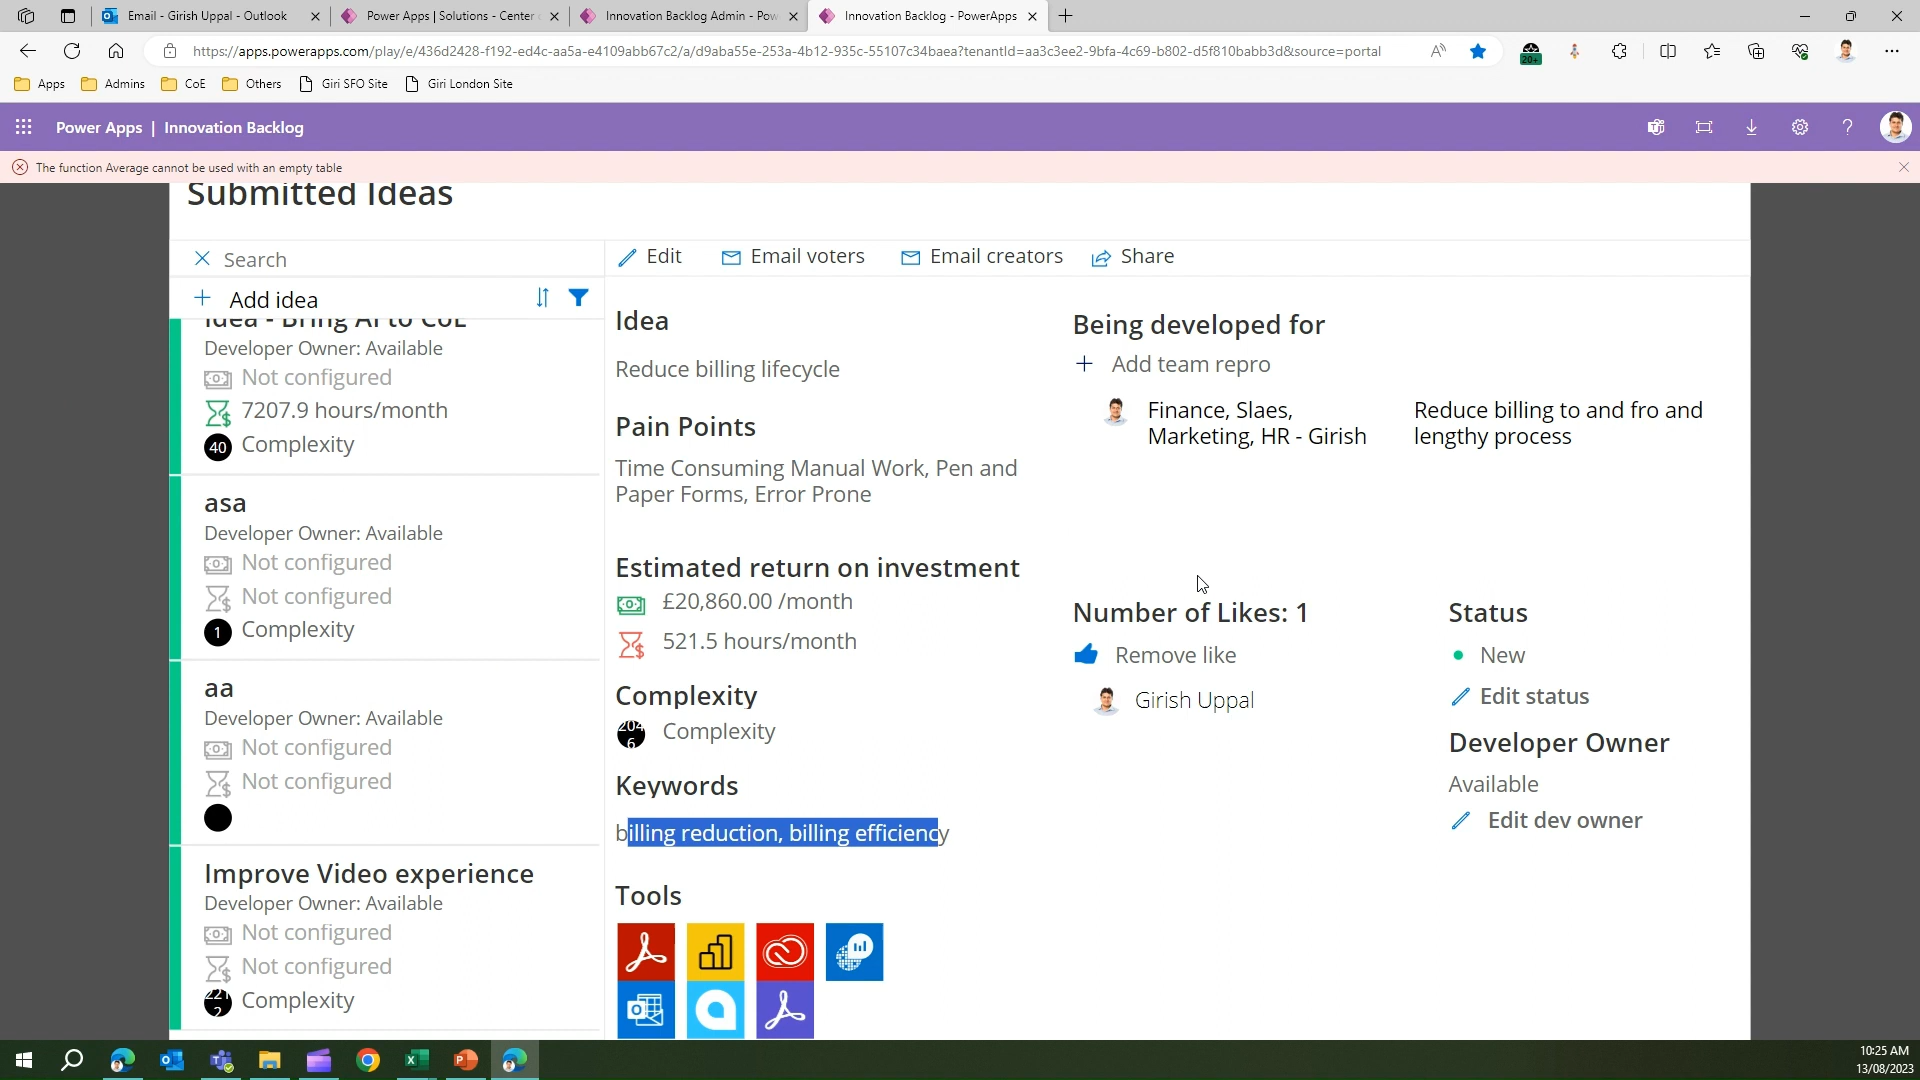 Email - Girish Uppal - Outlook
Power Apps | Solutions - Center
Innovation Backlog Admin - Pow
Innovation Backlog - PowerApps
https://apps.powerapps.com/play/e/436d2428-f192-ed4c-aa5a-e4109abb67c2/a/d9aba55e-253a-4b12-935c-55107c34baea?tenantId=aa3c3ee2-9bfa-4c69-b802-d5f810babb3d&source=portal
20+
Apps
Admins
CoE
Others
Giri SFO Site
Giri London Site
Power Apps | Innovation Backlog
The function Average cannot be used with an empty table
Submitted Ideas
Search
Add idea
Idea - Bring AI to CoE
Developer Owner: Available
Not configured
7207.9 hours/month
40 Complexity
asa
Developer Owner: Available
Not configured
Not configured
1 Complexity
aa
Developer Owner: Available
Not configured
Not configured
Improve Video experience
Developer Owner: Available
Not configured
Not configured
Complexity
Edit
Email voters
Email creators
Share
Idea
Reduce billing lifecycle
Pain Points
Time Consuming Manual Work, Pen and
Paper Forms, Error Prone
Estimated return on investment
£20,860.00 /month
521.5 hours/month
Complexity
Complexity
Keywords
billing reduction, billing efficiency
Tools
Being developed for
Add team repro
Finance, Slaes,
Marketing, HR - Girish
Reduce billing to and fro and
lengthy process
Number of Likes: 1
Remove like
Girish Uppal
Status
New
Edit status
Developer Owner
Available
Edit dev owner
10:25 AM
13/08/2023